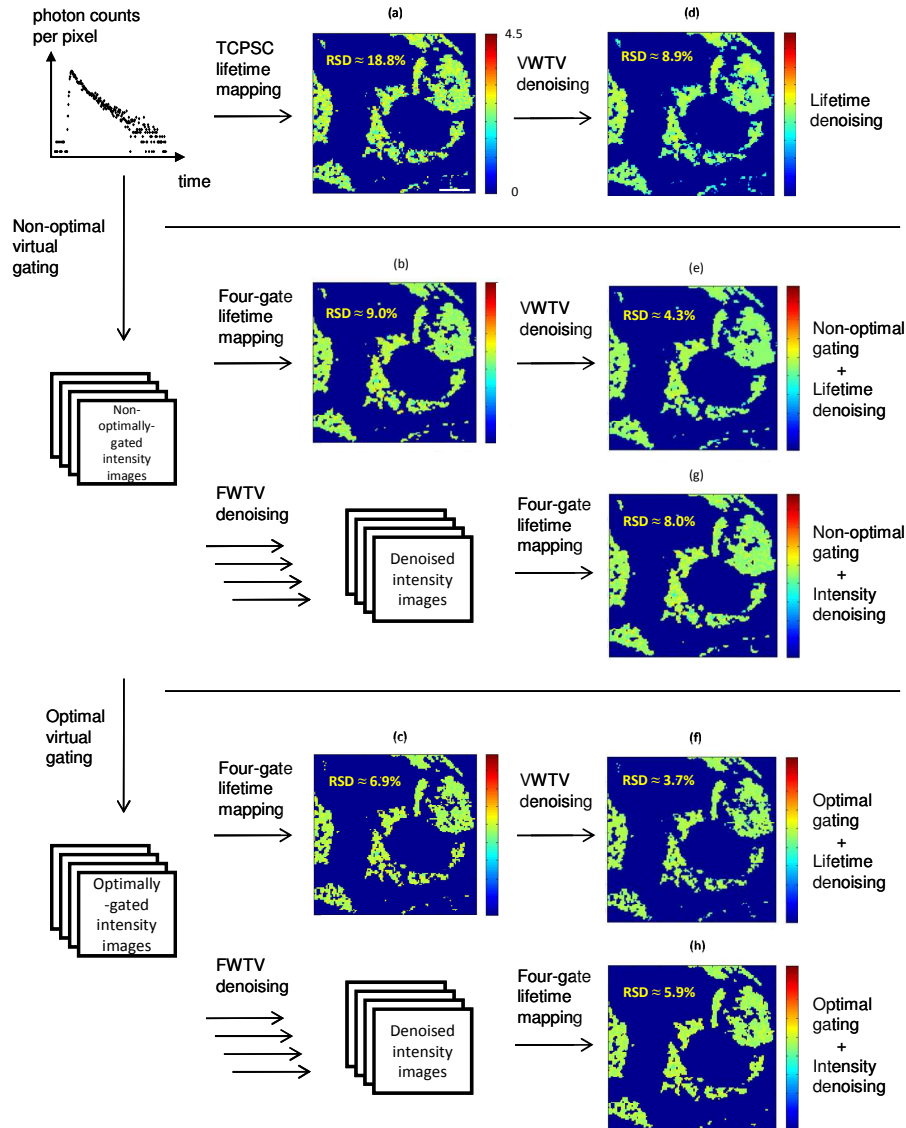 photon counts
per pixel
time
TCPSC
lifetime
mapping
(a)
RSD ≈ 18.8%
4.5
0
VWTV
denoising
(d)
RSD ≈ 8.9%
Lifetime
denoising
Non-optimal
virtual
gating
Four-gate
lifetime
mapping
(b)
RSD ≈ 9.0%
VWTV
denoising
(e)
RSD ≈ 4.3%
Non-optimal
gating
+
Lifetime
denoising
Non-
optimally-
gated
intensity
images
FWTV
denoising
Denoised
intensity
images
Four-gate
lifetime
mapping
(g)
RSD ≈ 8.0%
Non-optimal
gating
+
Intensity
denoising
Optimal
virtual
gating
Four-gate
lifetime
mapping
(c)
RSD ≈ 6.9%
VWTV
denoising
(f)
RSD ≈ 3.7%
Optimal
gating
+
Lifetime
denoising
Optimally
-gated
intensity
images
FWTV
denoising
Denoised
intensity
images
Four-gate
lifetime
mapping
(h)
RSD ≈ 5.9%
Optimal
gating
+
Intensity
denoising